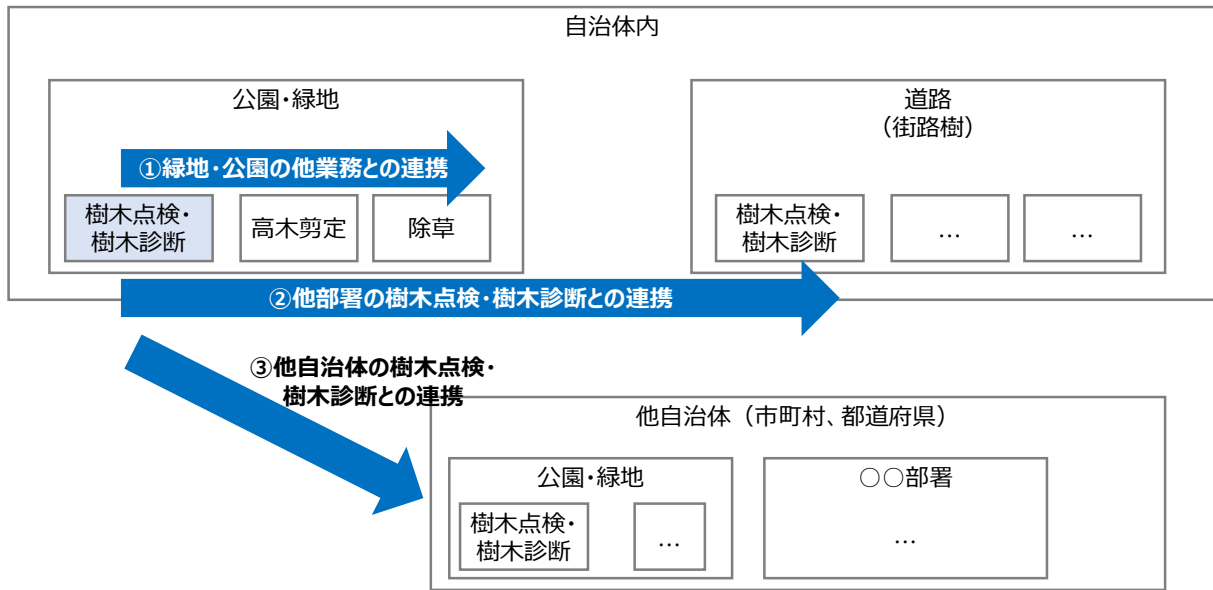 自治体内
公園・緑地
①緑地・公園の他業務との連携
樹木点検・
樹木診断
高木剪定
除草
道路
（街路樹）
樹木点検・
樹木診断
…
…
②他部署の樹木点検・樹木診断との連携
③他自治体の樹木点検・
樹木診断との連携
他自治体（市町村、都道府県）
公園・緑地
樹木点検・
樹木診断
…
○○部署
…